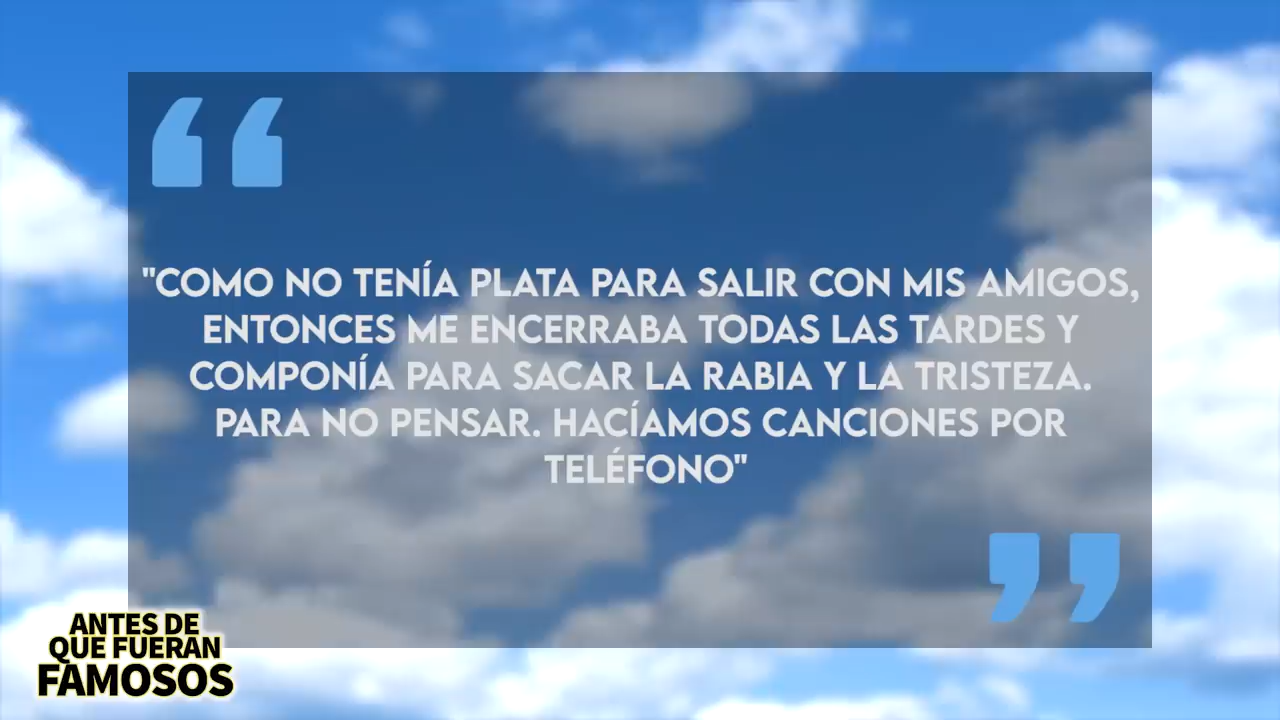 "COMO NO TENÍA PLATA PARA SALIR CON MIS AMIGOS,
ENTONCES ME ENCERRABA TODAS LAS TARDES Y
COMPONÍA PARA SACAR LA RABIA Y LA TRISTEZA.
PARA NO PENSAR. HACÍAMOS CANCIONES POR
TELÉFONO"
ANTES DE
QUE FUERAN
FAMOSOS